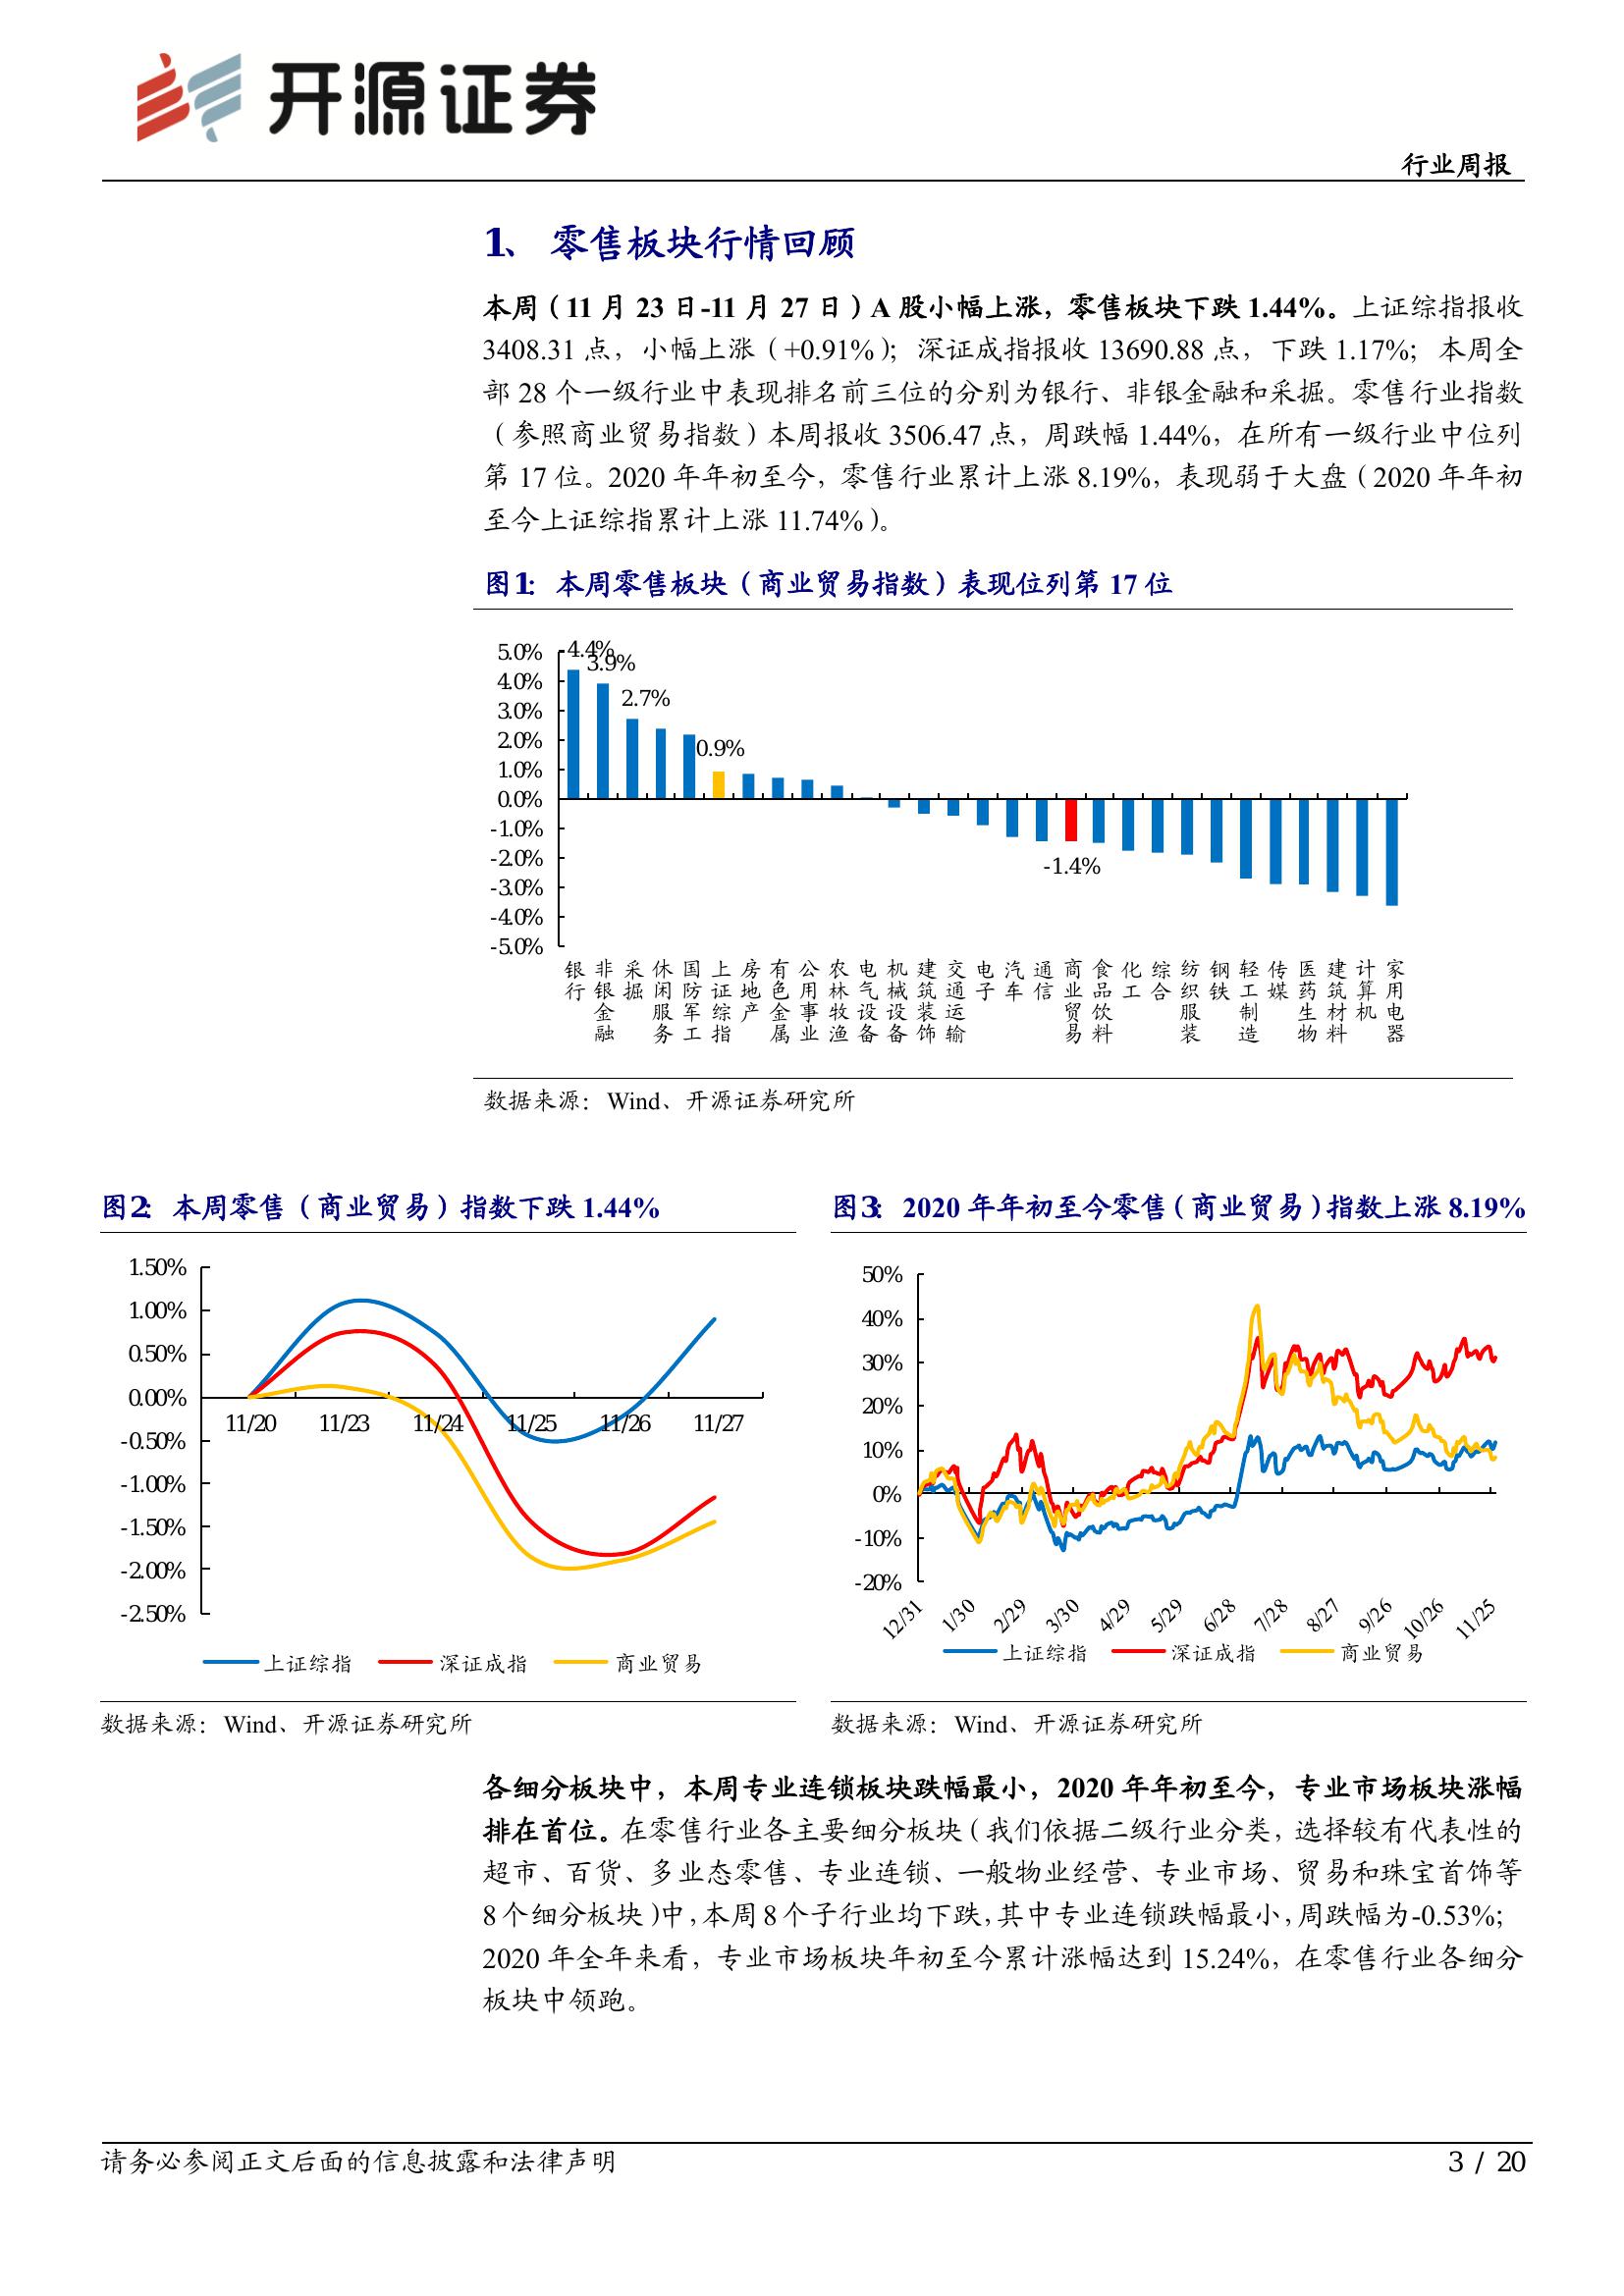 开源证券
行业周报
1、 零售板块行情回顾
本周（11 月 23 日-11 月 27 日）A 股小幅上涨，零售板块下跌 1.44%。上证综指报收
3408.31 点，小幅上涨（+0.91%）；深证成指报收 13690.88 点，下跌 1.17%；本周全
部 28 个一级行业中表现排名前三位的分别为银行、非银金融和采掘。零售行业指数
（参照商业贸易指数）本周报收 3506.47 点，周跌幅 1.44%，在所有一级行业中位列
第 17 位。2020 年年初至今，零售行业累计上涨 8.19%，表现弱于大盘（2020 年年初
至今上证综指累计上涨 11.74%）。
图1： 本周零售板块（商业贸易指数）表现位列第 17 位
5.0%
4.0%
3.0%
2.0%
1.0%
0.0%
-1.0%
-2.0%
-3.0%
-4.0%
-5.0%
4.4%
3.9%
2.7%
0.9%
-1.4%
银行
非银金融
采掘
休闲服务
国防军工
上证综指
房地产
有色金属
公用事业
农林牧渔
电气设备
机械设备
建筑装饰
交通运输
电子
汽车
通信
商业贸易
食品饮料
化工
综合
纺织服装
钢铁
轻工制造
传媒
医药生物
建筑材料
计算机
家用电器
数据来源：Wind、开源证券研究所
图2： 本周零售（商业贸易）指数下跌 1.44%
1.50%
1.00%
0.50%
0.00%
-0.50%
-1.00%
-1.50%
-2.00%
-2.50%
11/20 11/23 11/24 11/25 11/26 11/27
上证综指 深证成指 商业贸易
数据来源：Wind、开源证券研究所
图3： 2020 年年初至今零售（商业贸易）指数上涨 8.19%
50%
40%
30%
20%
10%
0%
-10%
-20%
12/31 1/30 2/29 3/30 4/29 5/29 6/28 7/28 8/27 9/26 10/26 11/25
上证综指 深证成指 商业贸易
数据来源：Wind、开源证券研究所
各细分板块中，本周专业连锁板块跌幅最小，2020 年年初至今，专业市场板块涨幅
排在首位。在零售行业各主要细分板块（我们依据二级行业分类，选择较有代表性的
超市、百货、多业态零售、专业连锁、一般物业经营、专业市场、贸易和珠宝首饰等
8 个细分板块）中，本周 8 个子行业均下跌，其中专业连锁跌幅最小，周跌幅为-0.53%；
2020 年全年来看，专业市场板块年初至今累计涨幅达到 15.24%，在零售行业各细分
板块中领跑。
请务必参阅正文后面的信息披露和法律声明
3 / 20